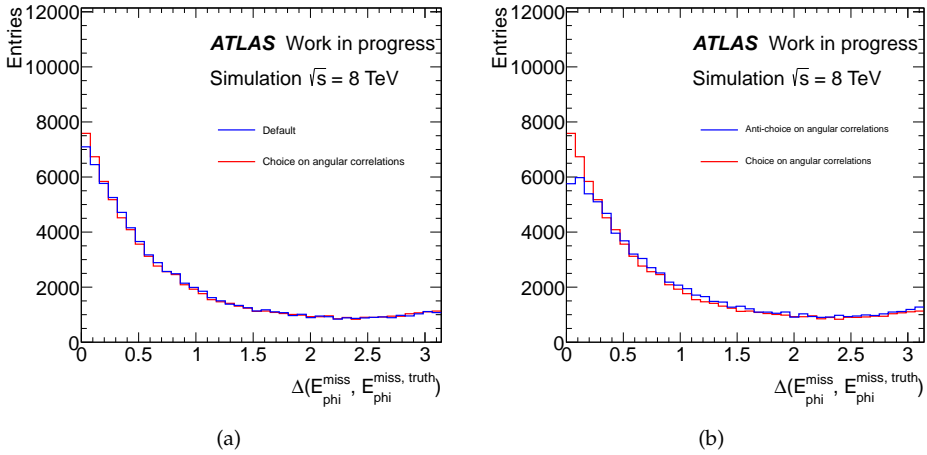 Entries
12000
10000
8000
6000
4000
2000
0
ATLAS Work in progress
Simulation √s = 8 TeV
Default
Choice on angular correlations
0 0.5 1 1.5 2 2.5 3
Δ(E^miss_phi, E^miss, truth_phi)
(a)
Entries
12000
10000
8000
6000
4000
2000
0
ATLAS Work in progress
Simulation √s = 8 TeV
Anti-choice on angular correlations
Choice on angular correlations
0 0.5 1 1.5 2 2.5 3
Δ(E^miss_phi, E^miss, truth_phi)
(b)